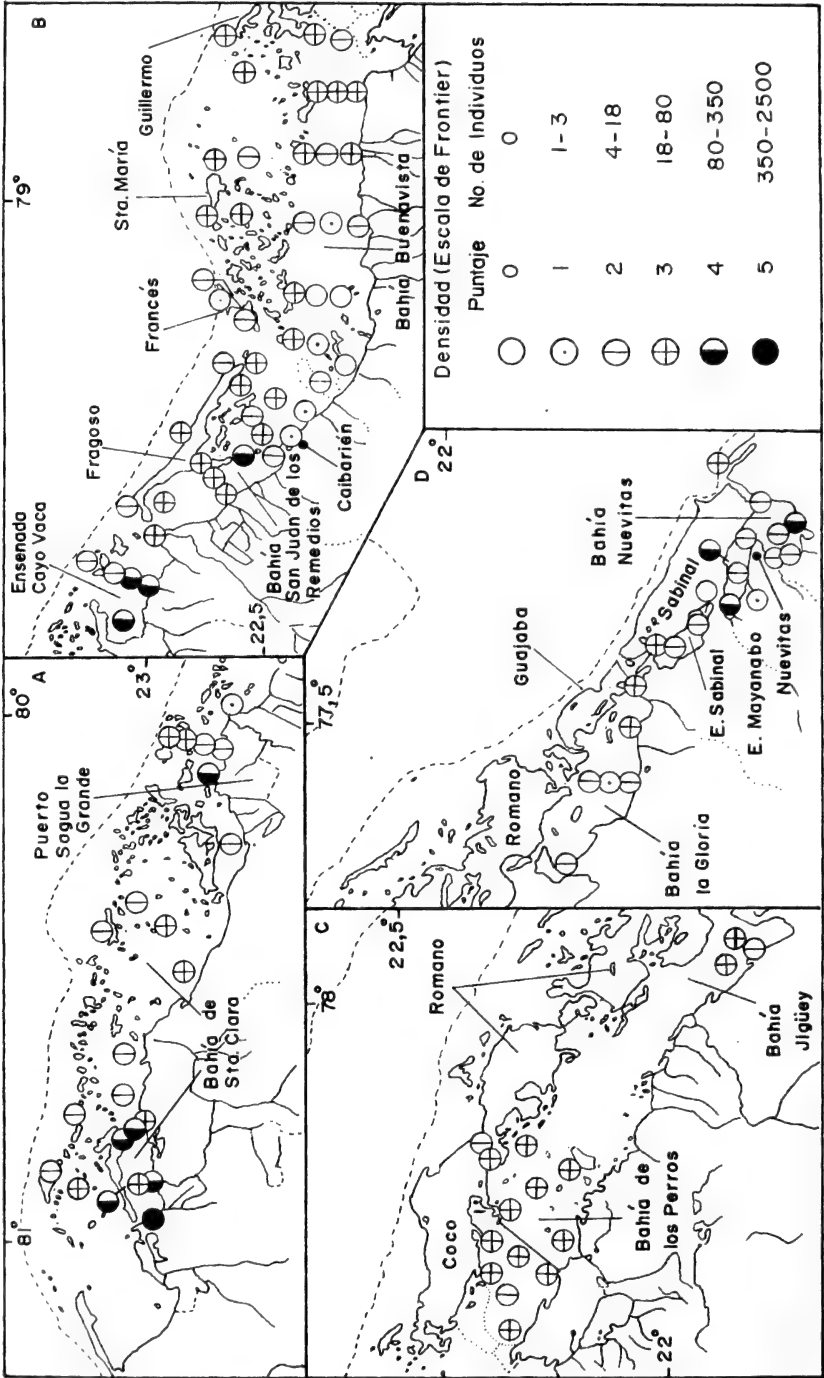 A
80°
81°
23°
Puerto
Sagua la
Grande
Bahía de
Sta. Clara
B
79°
22,5°
Ensenada
Cayo Vaca
Fragoso
Francés
Sta. María
Guillermo
Bahía
San Juan de los
Remedios
Caibarién
Bahía Buenavista
C
78°
22,5°
22°
Coco
Romano
Bahía de
los Perros
Bahía
Jigüey
D
22°
77,5°
Romano
Guajaba
Sabinal
Bahía
la Gloria
E. Sabinal
E. Mayanabo
Nuevitas
Bahía
Nuevitas
Densidad (Escala de Frontier)
Puntaje No. de Individuos
0 0
1 1-3
2 4-18
3 18-80
4 80-350
5 350-2500